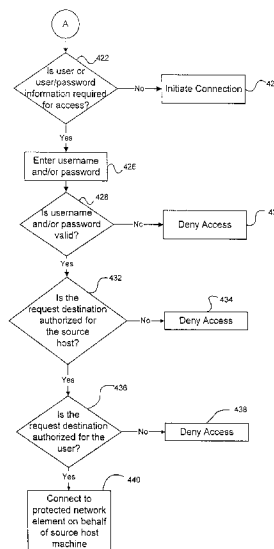 A
422
Is user or
user/password
information required
for access?
No
Initiate Connection
Yes
Enter username
and/or password
426
428
Is username
and/or password
valid?
No
Deny Access
Yes
432
Is the
request destination
authorized for
the source
host?
No
434
Deny Access
Yes
436
Is the
request destination
authorized for the
user?
No
438
Deny Access
Yes
440
Connect to
protected network
element on behalf
of source host
machine